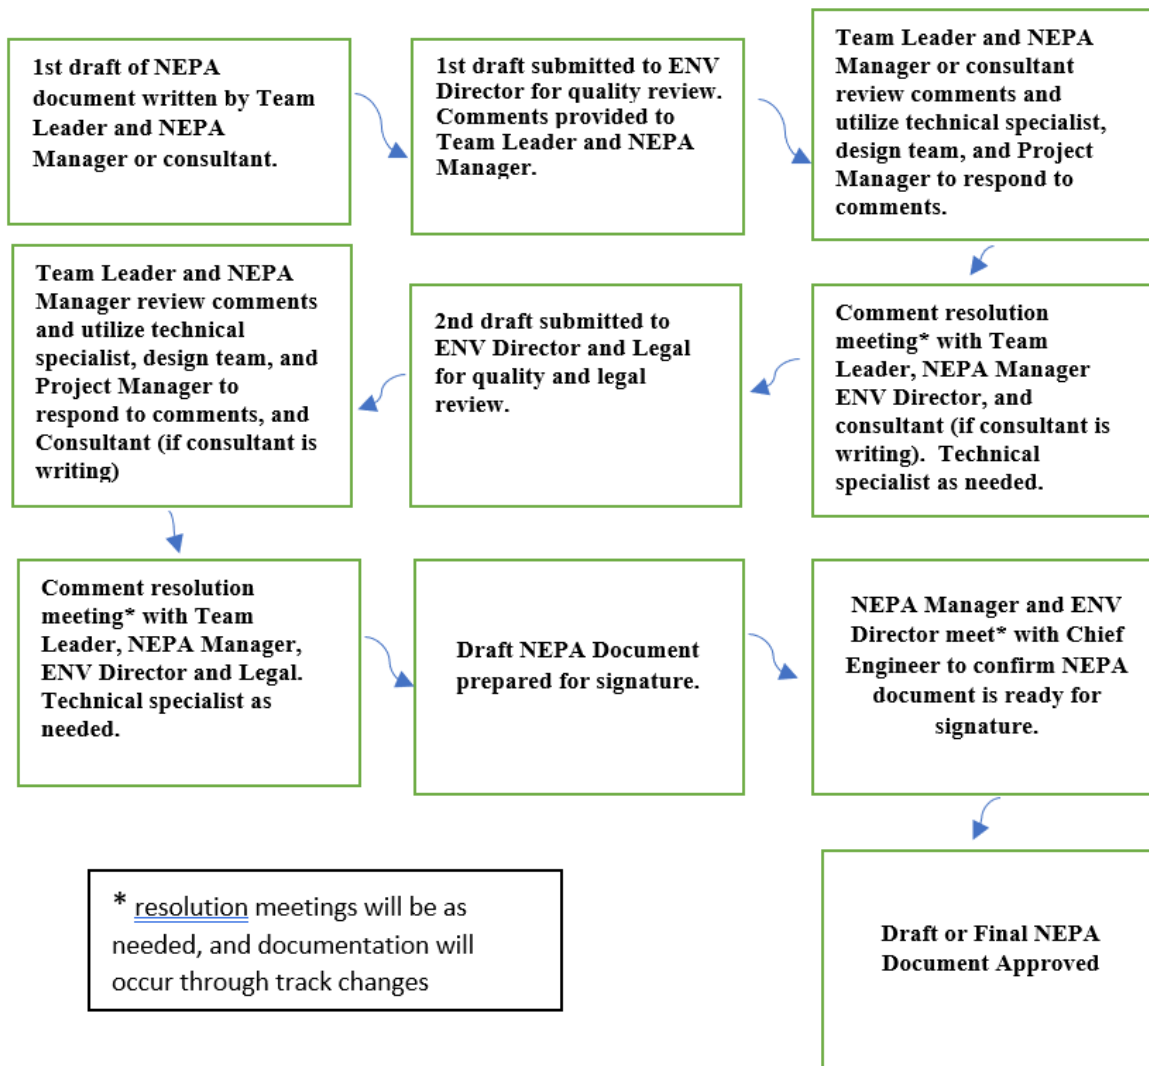 1st draft of NEPA
document written by Team
Leader and NEPA
Manager or consultant.
1st draft submitted to ENV
Director for quality review.
Comments provided to
Team Leader and NEPA
Manager.
Team Leader and NEPA
Manager or consultant
review comments and
utilize technical specialist,
design team, and Project
Manager to respond to
comments.
Comment resolution
meeting* with Team
Leader, NEPA Manager
ENV Director, and
consultant (if consultant is
writing).  Technical
specialist as needed.
2nd draft submitted to
ENV Director and Legal
for quality and legal
review.
Team Leader and NEPA
Manager review comments
and utilize technical
specialist, design team, and
Project Manager to
respond to comments, and
Consultant (if consultant is
writing)
Comment resolution
meeting* with Team
Leader, NEPA Manager,
ENV Director and Legal.
Technical specialist as
needed.
Draft NEPA Document
prepared for signature.
NEPA Manager and ENV
Director meet* with Chief
Engineer to confirm NEPA
document is ready for
signature.
Draft or Final NEPA
Document Approved
* resolution meetings will be as
needed, and documentation will
occur through track changes